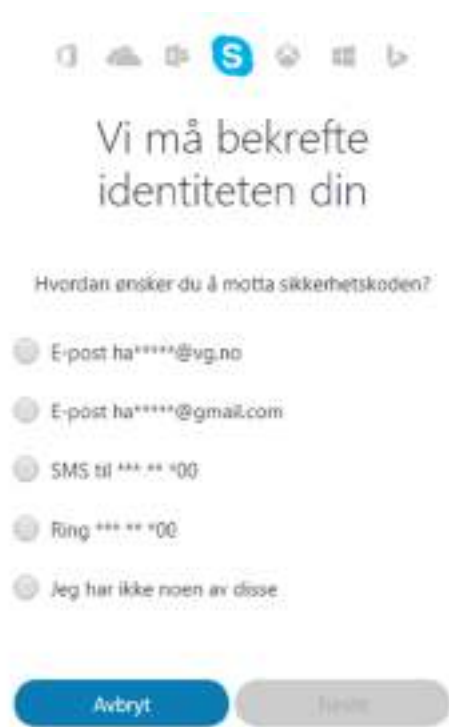 Vi må bekrefte
identiteten din
Hvordan ønsker du å motta sikkerhetskoden?
E-post ha*****@vg.no
E-post ha*****@gmail.com
SMS til *** ** *00
Ring *** ** *00
Jeg har ikke noen av disse
Avbryt